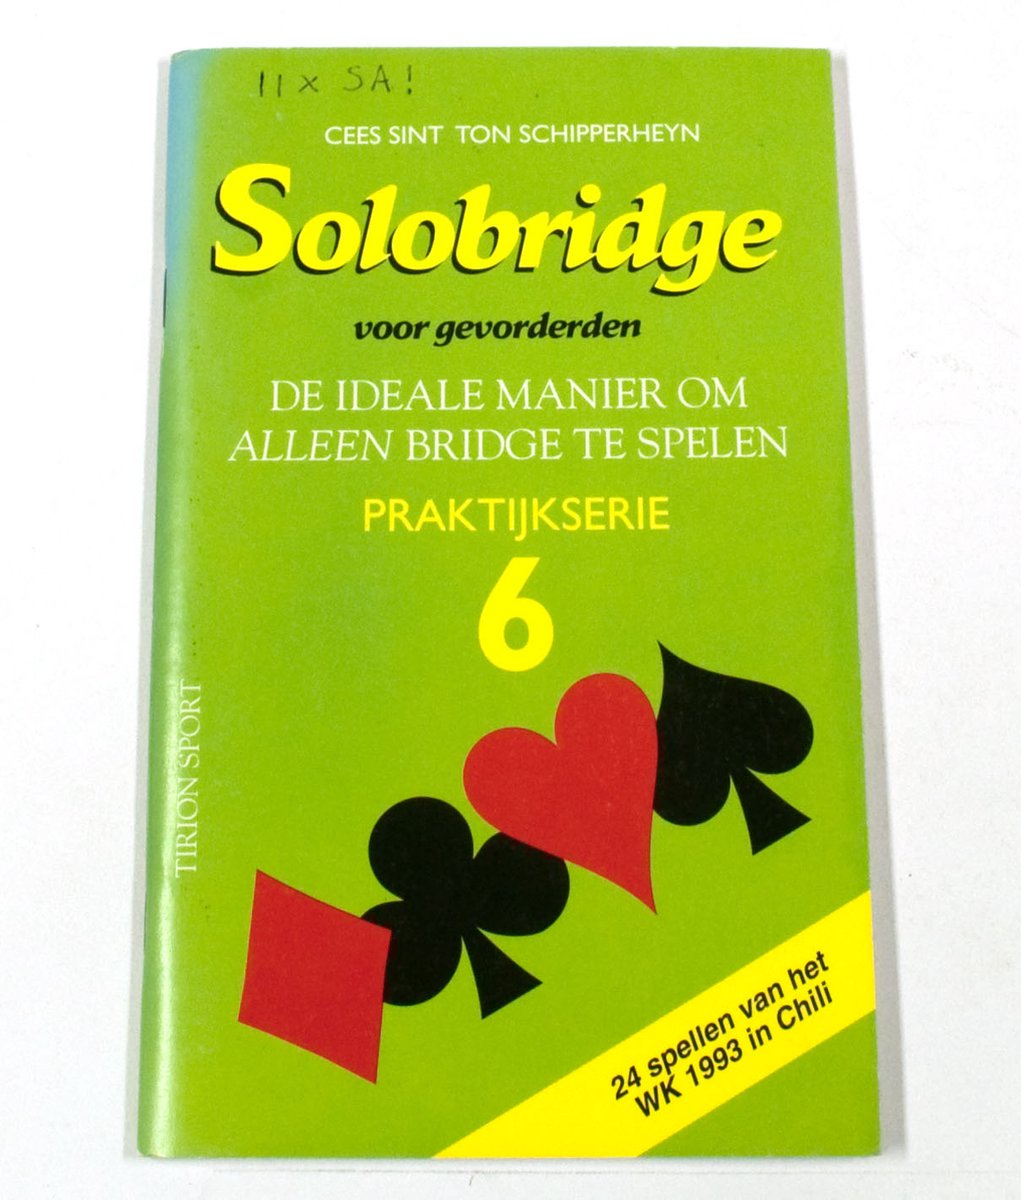 11x SA!
CEES SINT TON SCHIPPERHEYN
Solobridge
voor gevorderden
DE IDEALE MANIER OM
ALLEEN BRIDGE TE SPELEN
PRAKTIJKSERIE
6
TIRION SPORT
24 spellen van het
WK 1993 in Chili